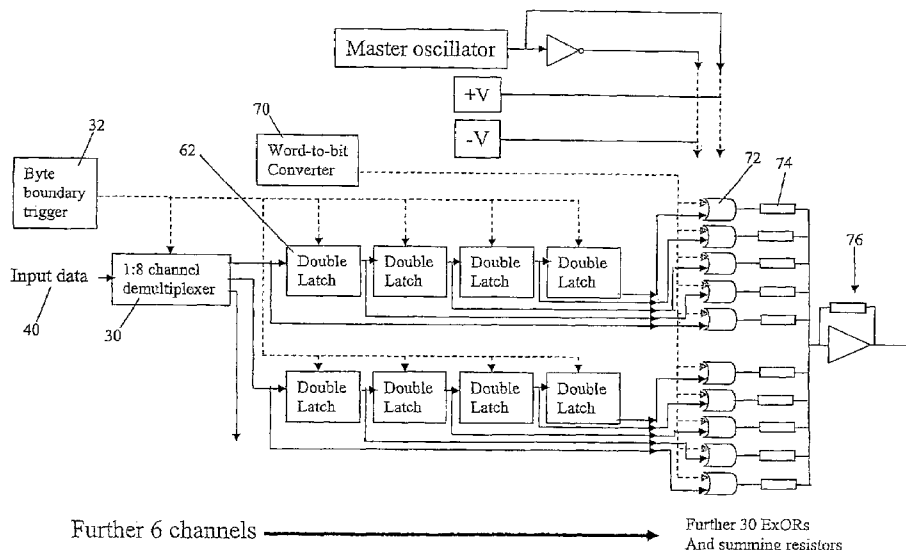 Master oscillator
+V
-V
70
Word-to-bit
Converter
32
Byte
boundary
trigger
62
72
74
76
Input data
40
1:8 channel
demultiplexer
30
Double
Latch
Double
Latch
Double
Latch
Double
Latch
Double
Latch
Double
Latch
Double
Latch
Double
Latch
Further 6 channels
Further 30 ExORs
And summing resistors